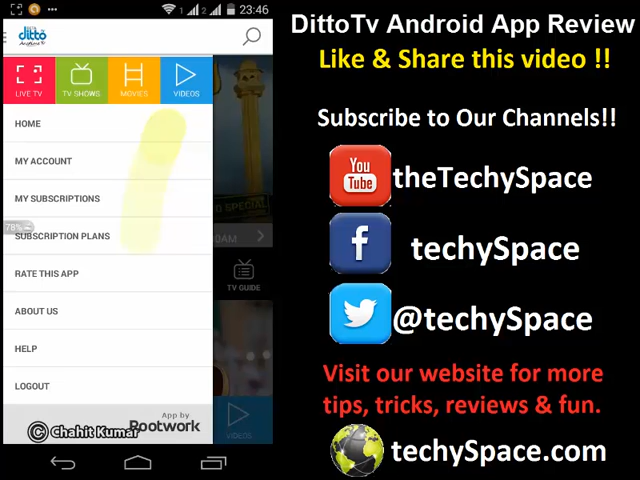 23:46
ditto
LIVE TV
TV SHOWS
MOVIES
VIDEOS
HOME
MY ACCOUNT
MY SUBSCRIPTIONS
78%
SUBSCRIPTION PLANS
RATE THIS APP
ABOUT US
HELP
LOGOUT
App by
Rootwork
© Chahit Kumar
00AM
TV GUIDE
VIDEOS
DittoTv Android App Review
Like & Share this video !!
Subscribe to Our Channels!!
You
Tube
theTechySpace
f
techySpace
@techySpace
Visit our website for more
tips, tricks, reviews & fun.
techySpace.com